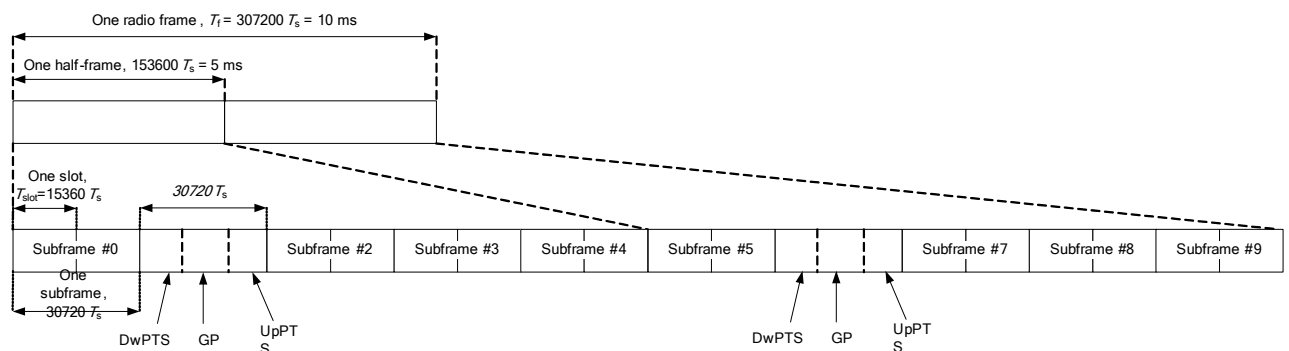 One radio frame , Tf = 307200 Ts = 10 ms
One half-frame, 153600 Ts = 5 ms
One slot,
Tslot=15360 Ts
30720 Ts
Subframe #0
Subframe #2
Subframe #3
Subframe #4
Subframe #5
Subframe #7
Subframe #8
Subframe #9
One
subframe,
30720 Ts
DwPTS
GP
UpPT
S
DwPTS
GP
UpPT
S